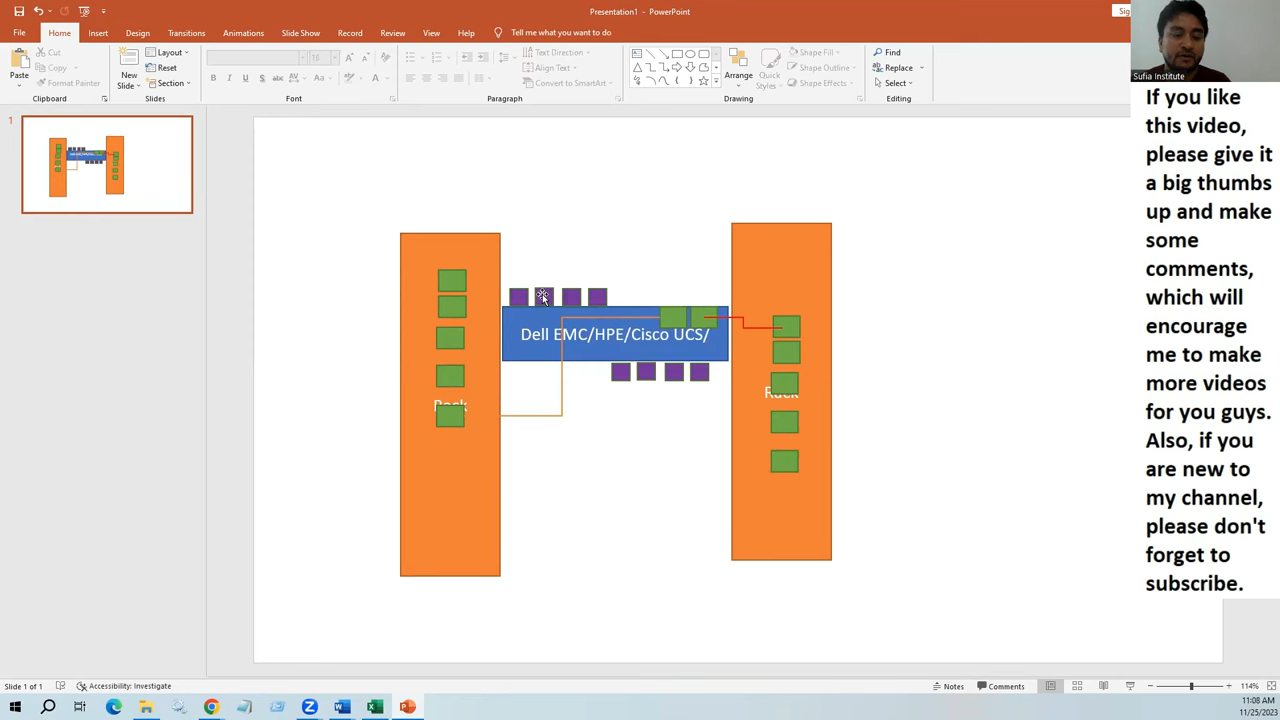 Presentation1 - PowerPoint
Sig
File
Home
Insert
Design
Transitions
Animations
Slide Show
Record
Review
View
Help
Tell me what you want to do
Paste
Cut
Copy
Format Painter
Clipboard
New
Slide
Layout
Reset
Section
Slides
18
Font
Text Direction
Align Text
Convert to SmartArt
Paragraph
Arrange
Quick
Styles
Shape Fill
Shape Outline
Shape Effects
Drawing
Find
Replace
Select
Editing
Sufia Institute
If you like
this video,
please give it
a big thumbs
up and make
some
comments,
which will
encourage
me to make
more videos
for you guys.
Also, if you
are new to
my channel,
please don't
forget to
subscribe.
1
Dell EMC/HPE/Cisco UCS/
Rack
Rack
Slide 1 of 1
Accessibility: Investigate
Notes
Comments
114%
11:08 AM
11/25/2023